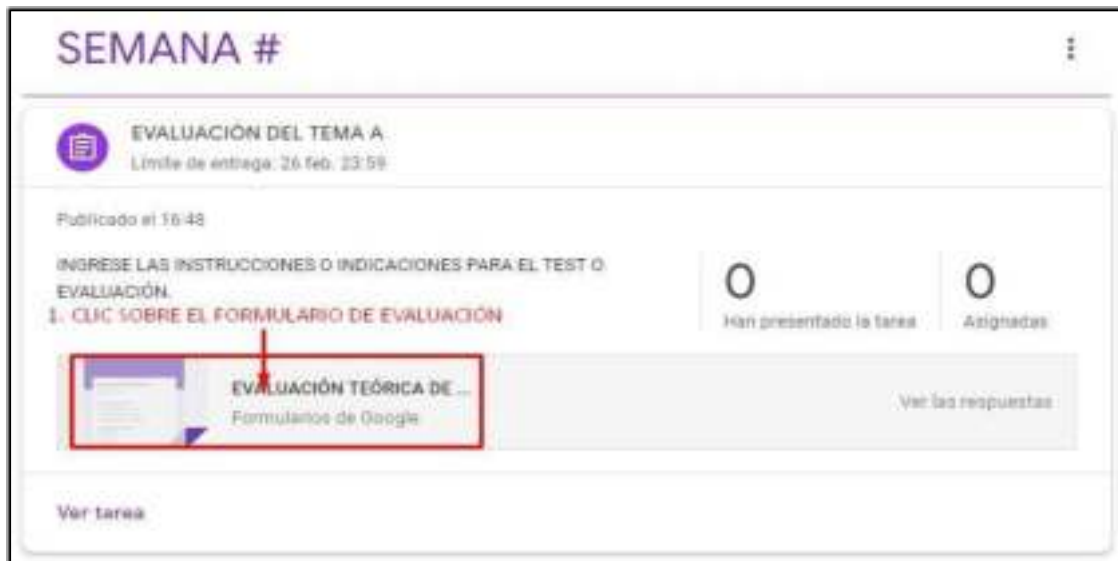 SEMANA #
EVALUACIÓN DEL TEMA A
Límite de entrega: 26 feb. 23:59
Publicado el 16:48
INGRESE LAS INSTRUCCIONES O INDICACIONES PARA EL TEST O
EVALUACIÓN.
1. CLIC SOBRE EL FORMULARIO DE EVALUACIÓN
0
Han presentado la tarea
0
Asignadas
EVALUACIÓN TEÓRICA DE ...
Formularios de Google
Ver las respuestas
Ver tarea